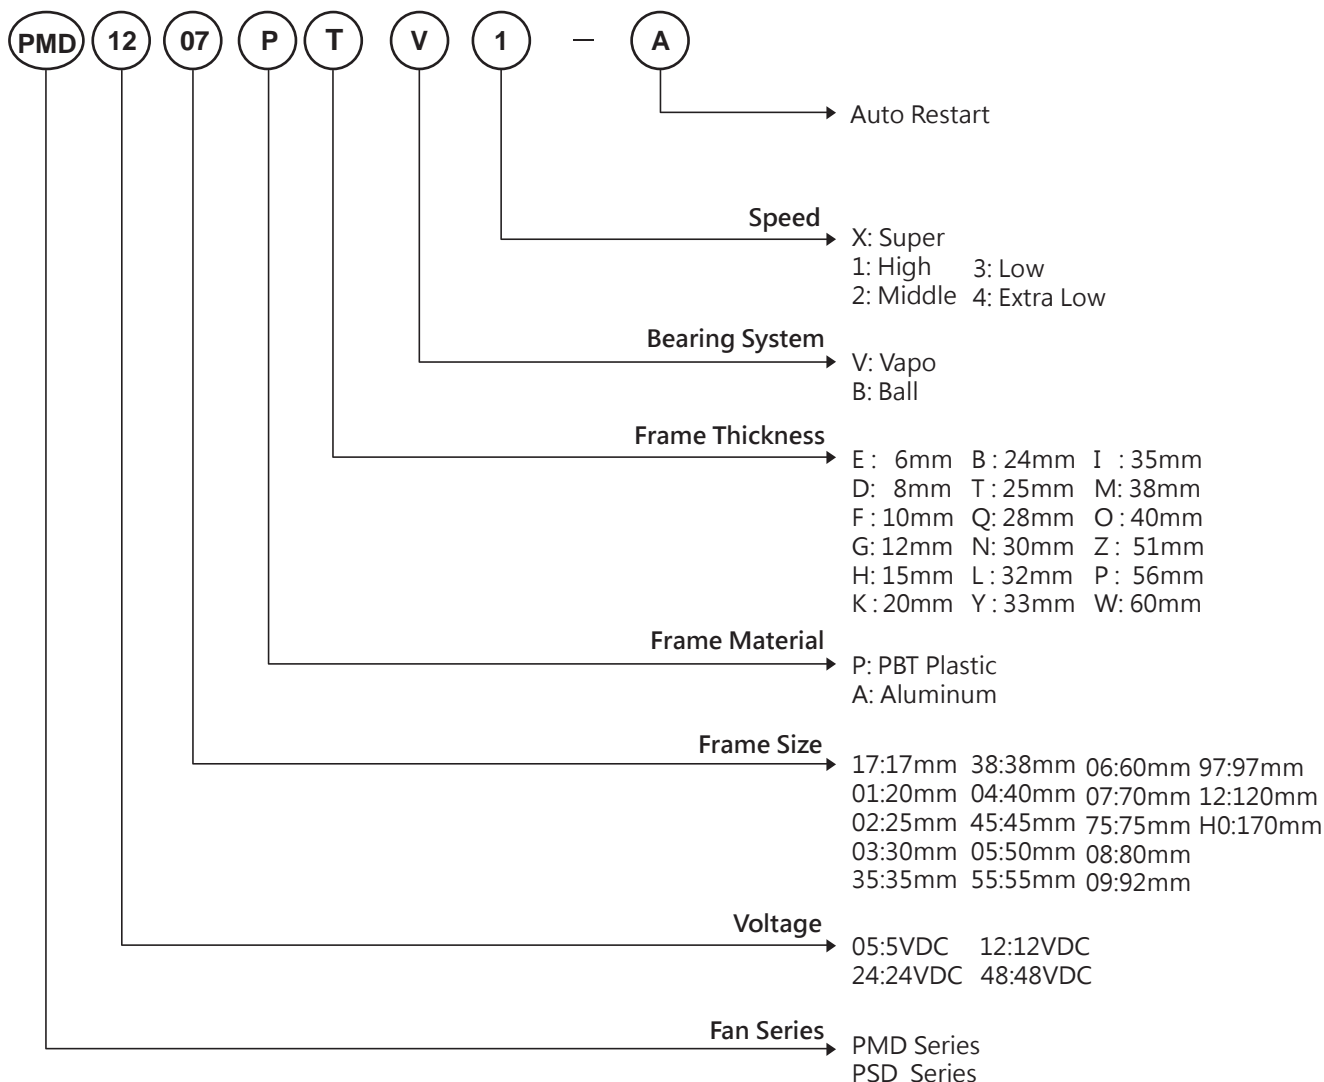 PMD 12 07 P T V 1 – A
Auto Restart
Speed
X: Super
1: High 3: Low
2: Middle 4: Extra Low
Bearing System
V: Vapo
B: Ball
Frame Thickness
E : 6mm B : 24mm I : 35mm
D: 8mm T : 25mm M: 38mm
F : 10mm Q: 28mm O : 40mm
G: 12mm N: 30mm Z : 51mm
H: 15mm L : 32mm P : 56mm
K : 20mm Y : 33mm W: 60mm
Frame Material
P: PBT Plastic
A: Aluminum
Frame Size
17:17mm 38:38mm 06:60mm 97:97mm
01:20mm 04:40mm 07:70mm 12:120mm
02:25mm 45:45mm 75:75mm H0:170mm
03:30mm 05:50mm 08:80mm
35:35mm 55:55mm 09:92mm
Voltage
05:5VDC 12:12VDC
24:24VDC 48:48VDC
Fan Series
PMD Series
PSD Series